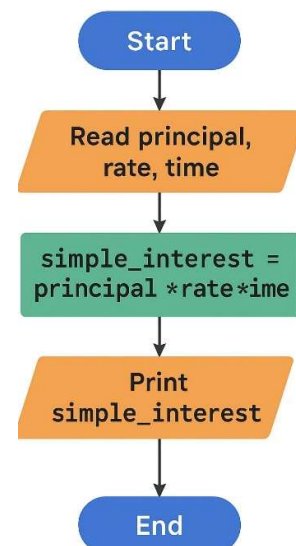 Start
Read principal,
rate, time
simple_interest =
principal *rate*ime
Print
simple_interest
End